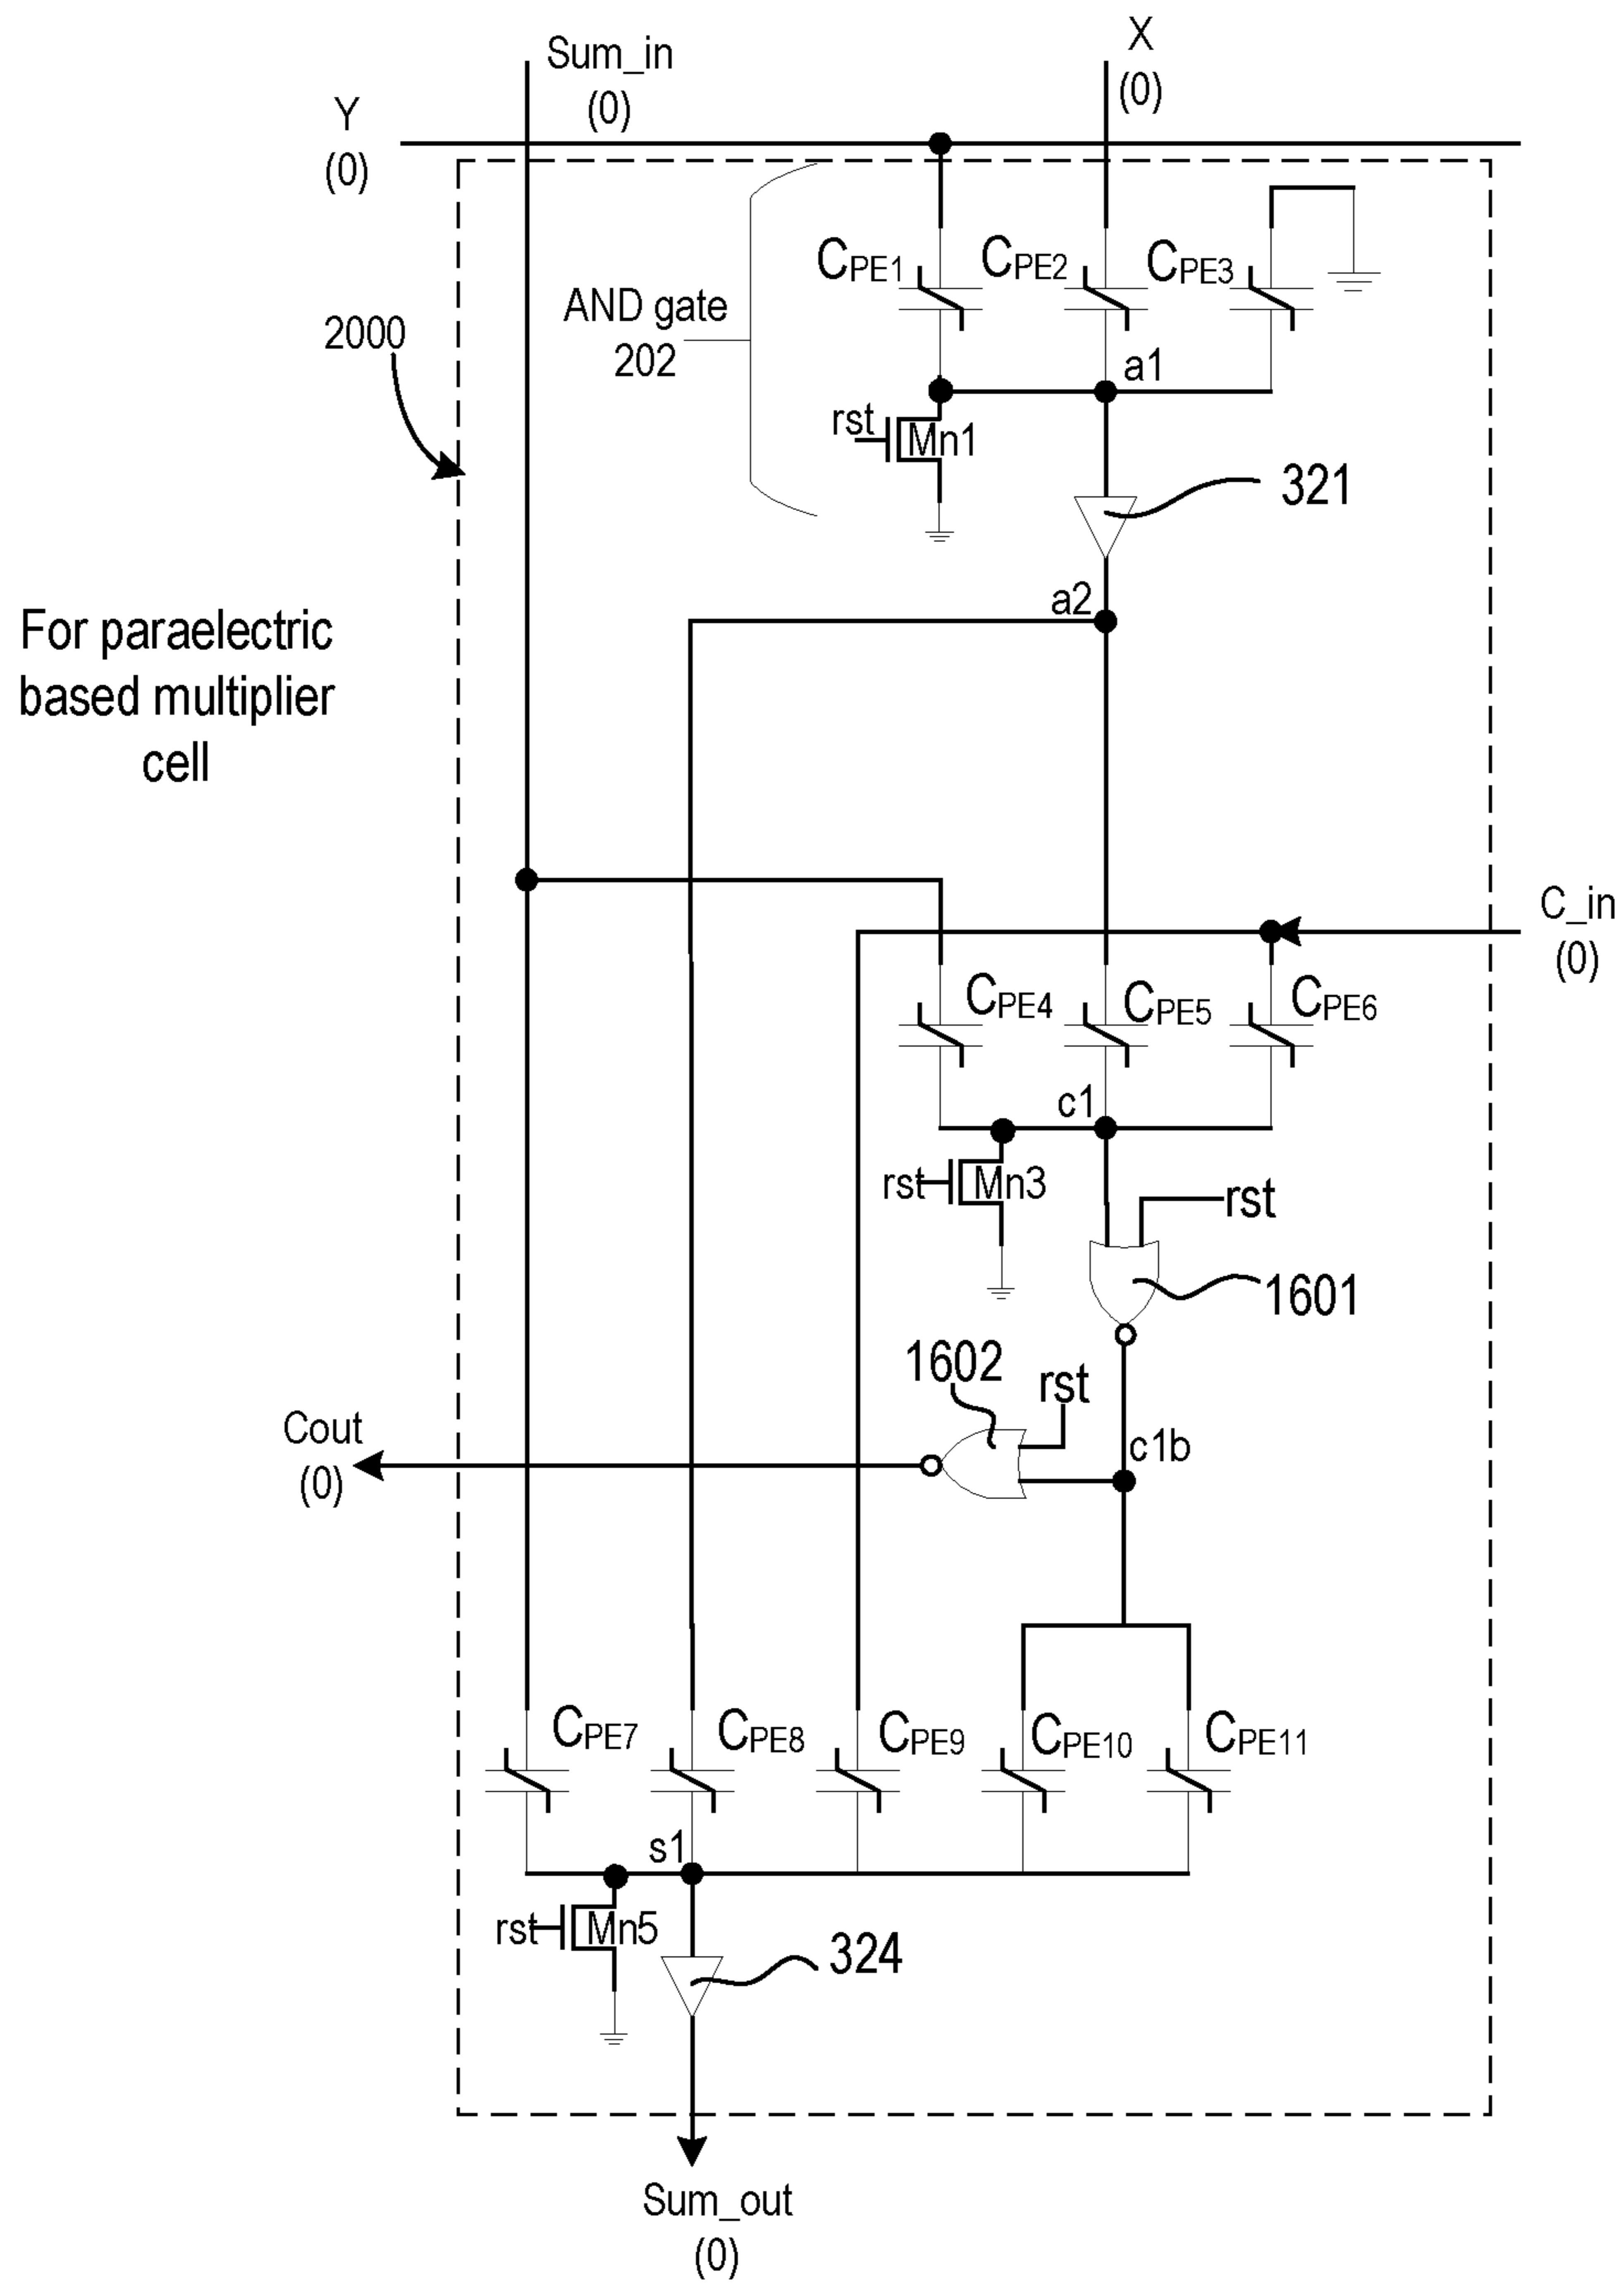 Sum_in
(0)
X
(0)
Y
(0)
CPE1
CPE2
CPE3
AND gate
202
2000
a1
rst
Mn1
321
a2
For paraelectric
based multiplier
cell
C_in
(0)
CPE4
CPE5
CPE6
c1
rst
Mn3
rst
1601
1602
rst
Cout
(0)
c1b
CPE7
CPE8
CPE9
CPE10
CPE11
s1
rst
Mn5
324
Sum_out
(0)